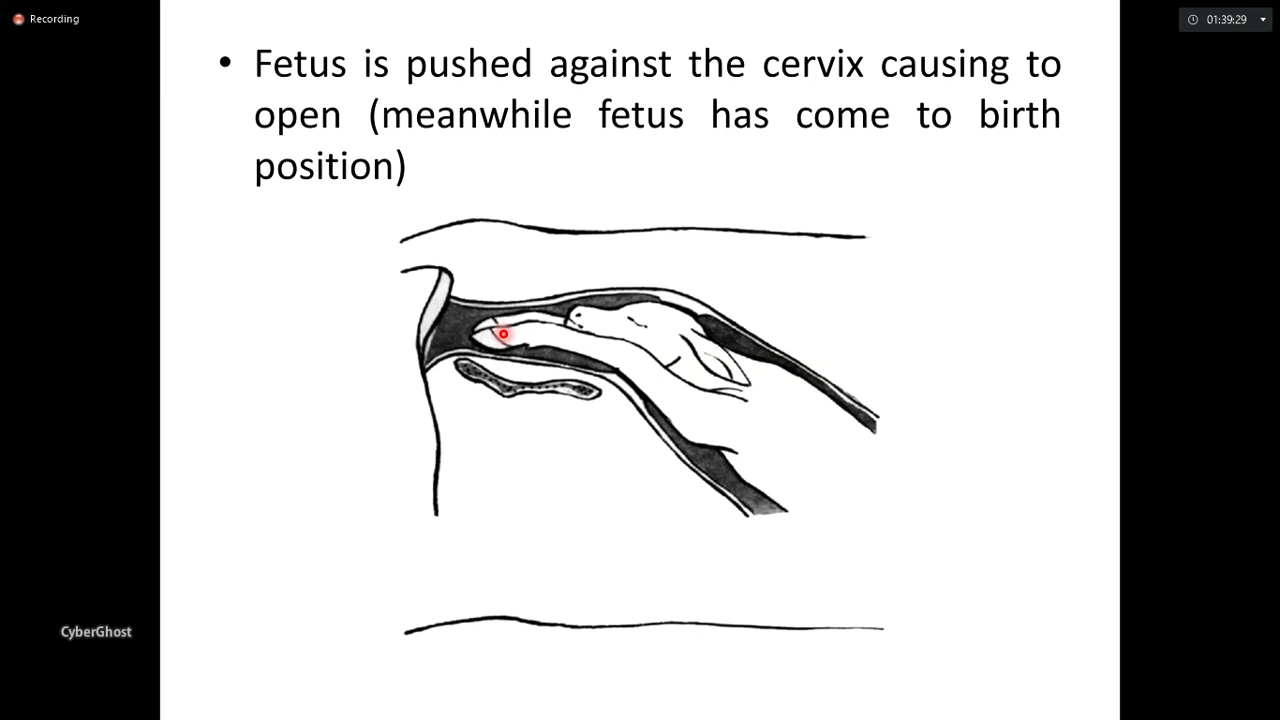 Recording
01:39:29
• Fetus is pushed against the cervix causing to
open (meanwhile fetus has come to birth
position)
CyberGhost